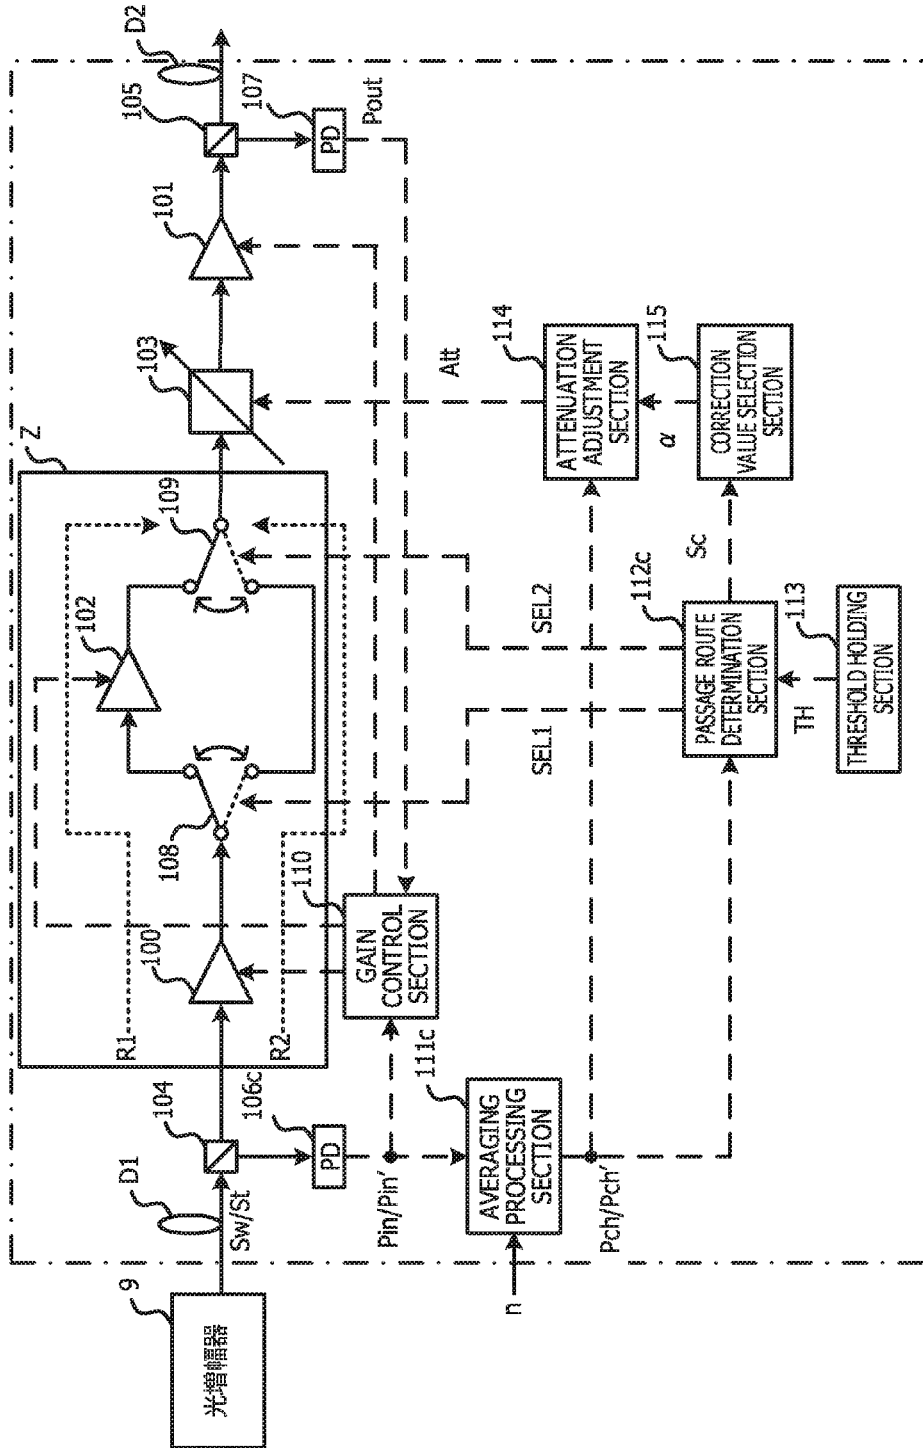 9
光増幅器
D1
Sw/St
104
106c
PD
Pin/Pin'
n
111c
AVERAGING
PROCESSING
SECTION
Pch/Pch'
Z
R1
R2
100
108
102
109
110
GAIN
CONTROL
SECTION
SEL1
SEL2
103
101
105
D2
107
PD
Pout
Att
114
ATTENUATION
ADJUSTMENT
SECTION
α
115
CORRECTION
VALUE SELECTION
SECTION
Sc
112c
PASSAGE ROUTE
DETERMINATION
SECTION
TH
113
THRESHOLD HOLDING
SECTION